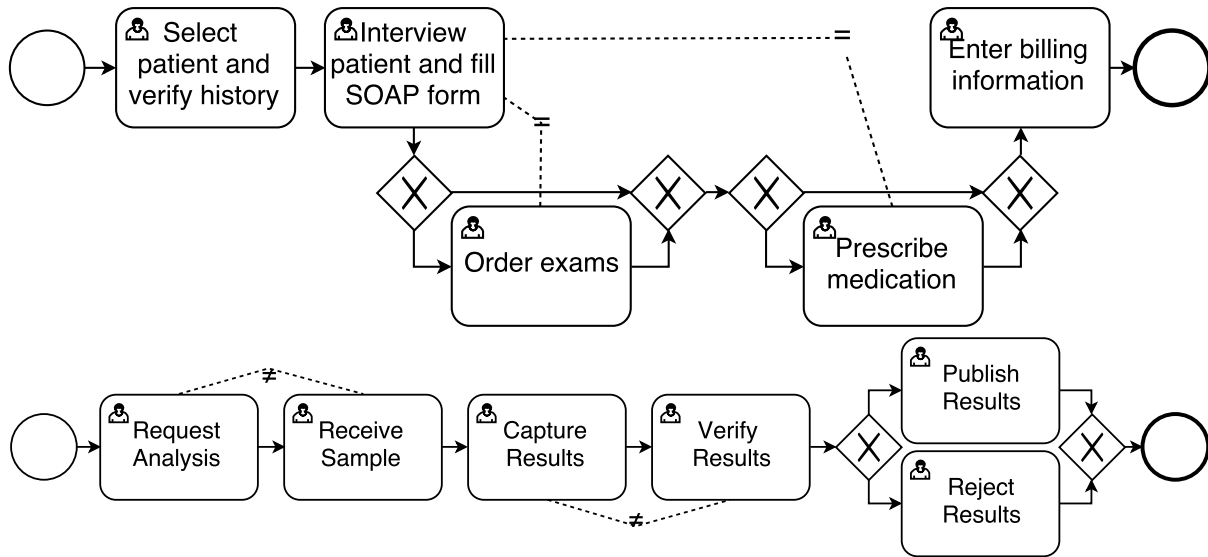 Select
patient and
verify history
Interview
patient and fill
SOAP form
=
=
Enter billing
information
X
X
X
X
Order exams
Prescribe
medication
≠
Request
Analysis
Receive
Sample
Capture
Results
Verify
Results
≠
X
Publish
Results
Reject
Results
X